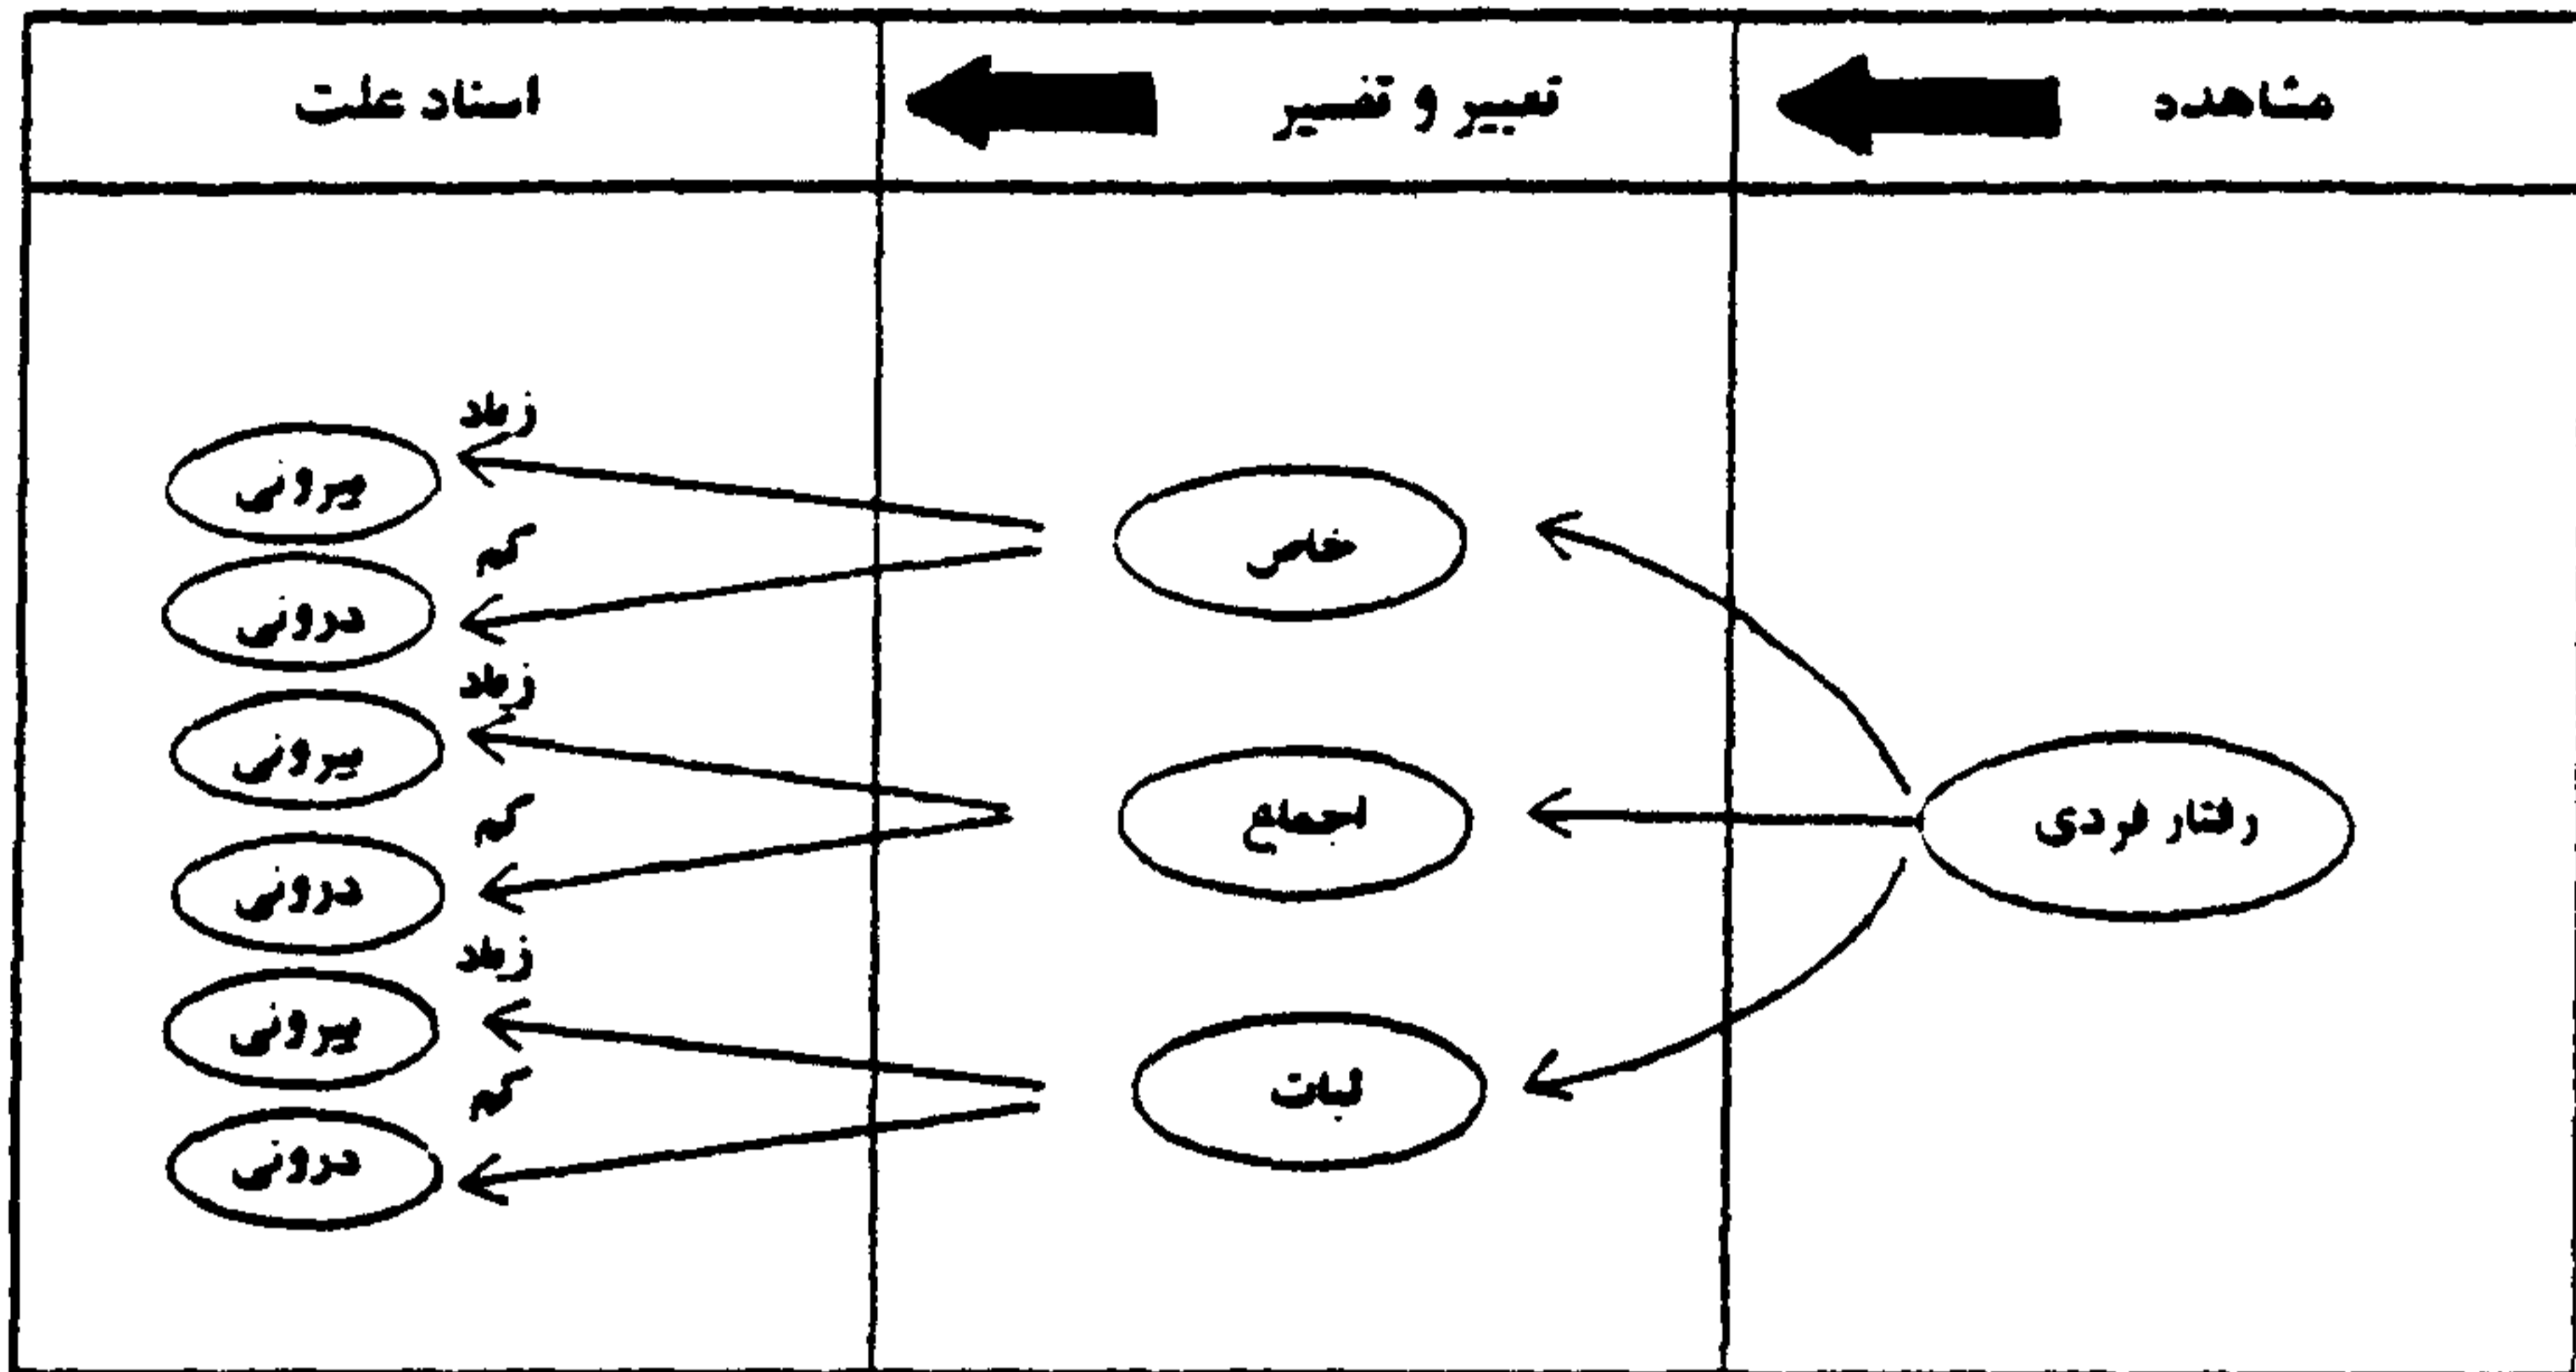 مشاهده
تعبیر و تفسیر
اسناد علت
رفتار فردی
خاص
اجماع
ثبات
زیاد
بیرونی
کم
درونی
زیاد
بیرونی
کم
درونی
زیاد
بیرونی
کم
درونی